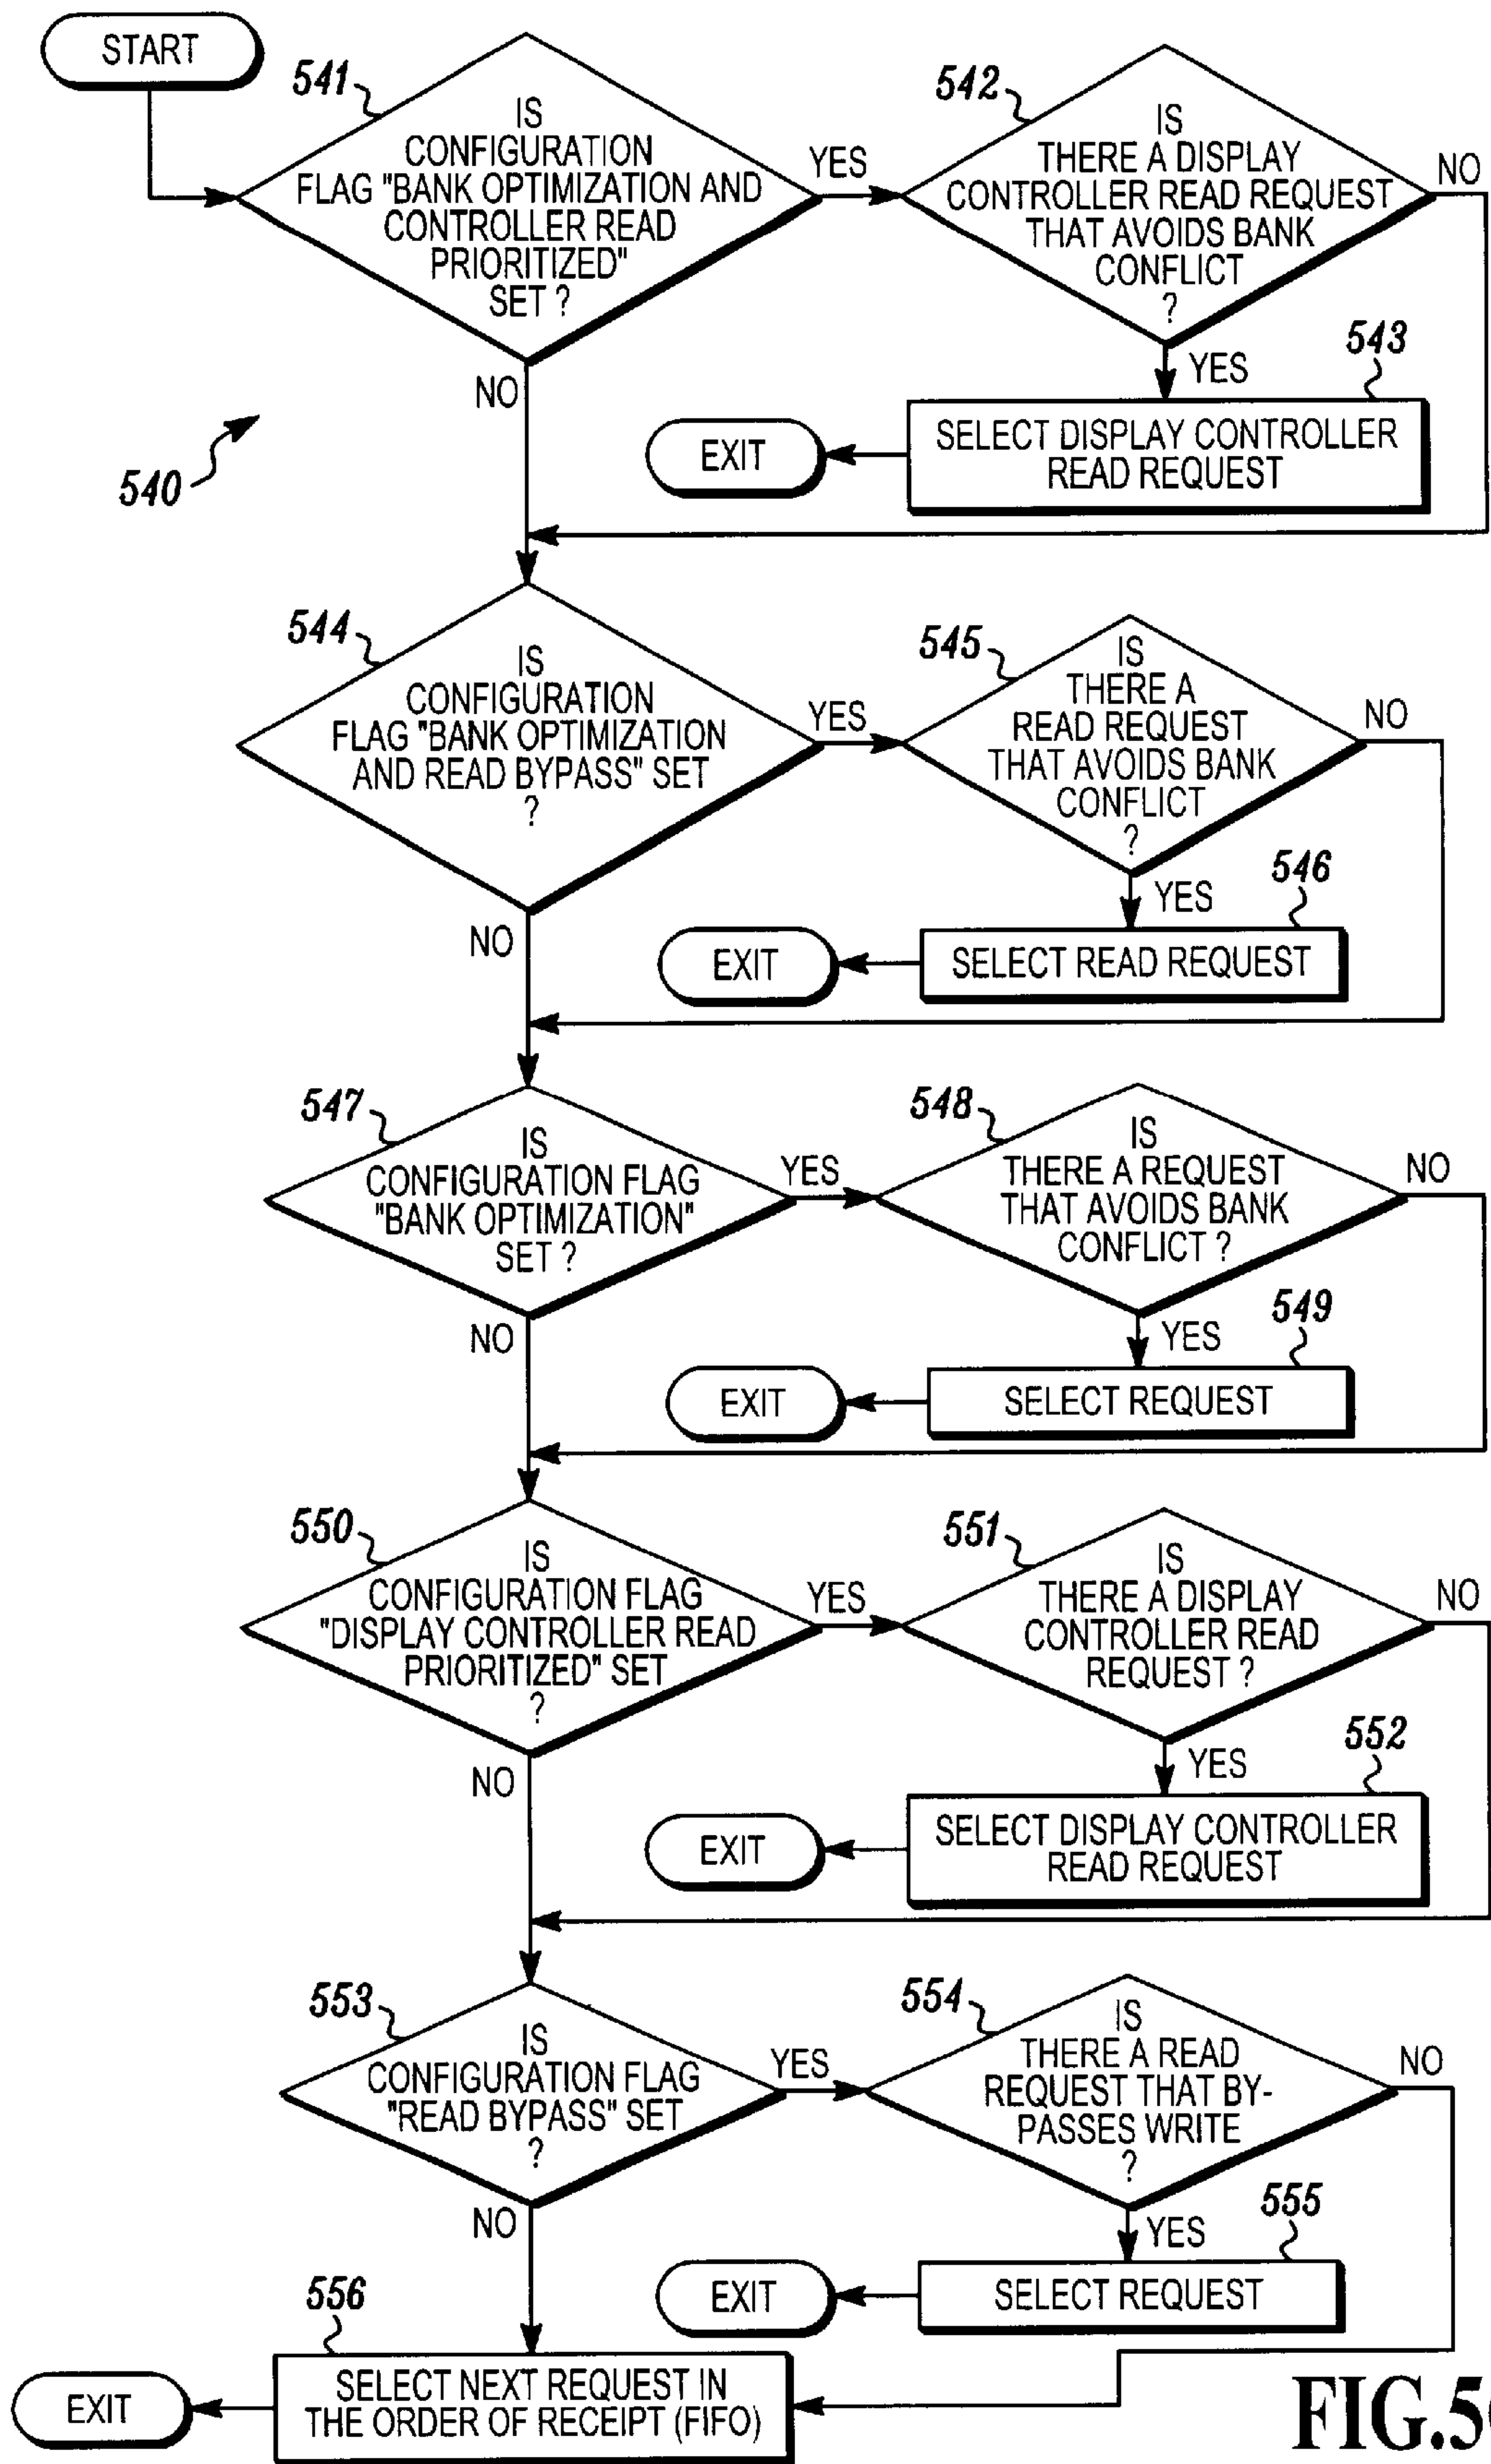 START
541
IS
CONFIGURATION
FLAG "BANK OPTIMIZATION AND
CONTROLLER READ
PRIORITIZED"
SET ?
YES
NO
542
IS
THERE A DISPLAY
CONTROLLER READ REQUEST
THAT AVOIDS BANK
CONFLICT
?
NO
YES
543
SELECT DISPLAY CONTROLLER
READ REQUEST
EXIT
540
544
IS
CONFIGURATION
FLAG "BANK OPTIMIZATION
AND READ BYPASS" SET
?
YES
NO
545
IS
THERE A
READ REQUEST
THAT AVOIDS BANK
CONFLICT
?
NO
YES
546
SELECT READ REQUEST
EXIT
547
IS
CONFIGURATION FLAG
"BANK OPTIMIZATION"
SET ?
YES
NO
548
IS
THERE A REQUEST
THAT AVOIDS BANK
CONFLICT ?
NO
YES
549
SELECT REQUEST
EXIT
550
IS
CONFIGURATION FLAG
"DISPLAY CONTROLLER READ
PRIORITIZED" SET
?
YES
NO
551
IS
THERE A DISPLAY
CONTROLLER READ
REQUEST ?
NO
YES
552
SELECT DISPLAY CONTROLLER
READ REQUEST
EXIT
553
IS
CONFIGURATION FLAG
"READ BYPASS" SET
?
YES
NO
554
IS
THERE A READ
REQUEST THAT BY-
PASSES WRITE
?
NO
YES
555
SELECT REQUEST
EXIT
556
SELECT NEXT REQUEST IN
THE ORDER OF RECEIPT (FIFO)
EXIT